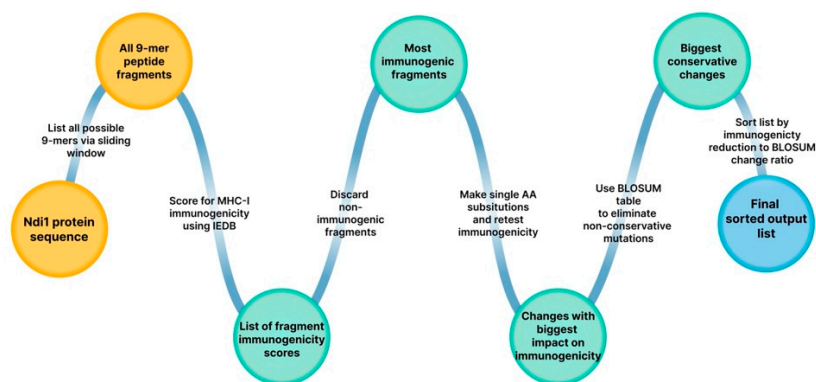 Ndi1 protein
sequence
List all possible
9-mers via sliding
window
All 9-mer
peptide
fragments
Score for MHC-I
immunogenicity
using IEDB
List of fragment
immunogenicity
scores
Discard
non-
immunogenic
fragments
Most
immunogenic
fragments
Make single AA
subsitutions
and retest
immunogenicity
Changes with
biggest
impact on
immunogenicity
Use BLOSUM
table
to eliminate
non-conservative
mutations
Biggest
conservative
changes
Sort list by
immunogenicty
reduction to BLOSUM
change ratio
Final
sorted output
list